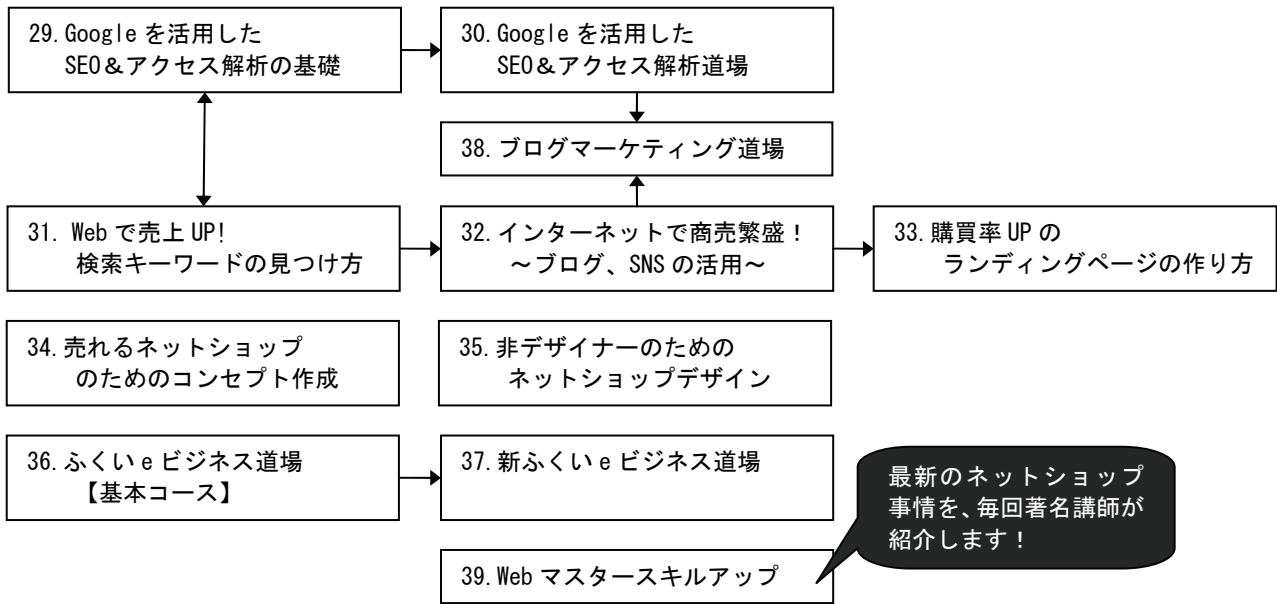 29.Google を活用した
SEO＆アクセス解析の基礎
30.Google を活用した
SEO＆アクセス解析道場
38.ブログマーケティング道場
31. Web で売上 UP!
検索キーワードの見つけ方
32.インターネットで商売繁盛！
～ブログ、SNS の活用～
33.購買率 UP の
ランディングページの作り方
34.売れるネットショップ
のためのコンセプト作成
35.非デザイナーのための
ネットショップデザイン
36.ふくい e ビジネス道場
【基本コース】
37.新ふくい e ビジネス道場
最新のネットショップ
事情を、毎回著名講師が
紹介します！
39.Web マスタースキルアップ